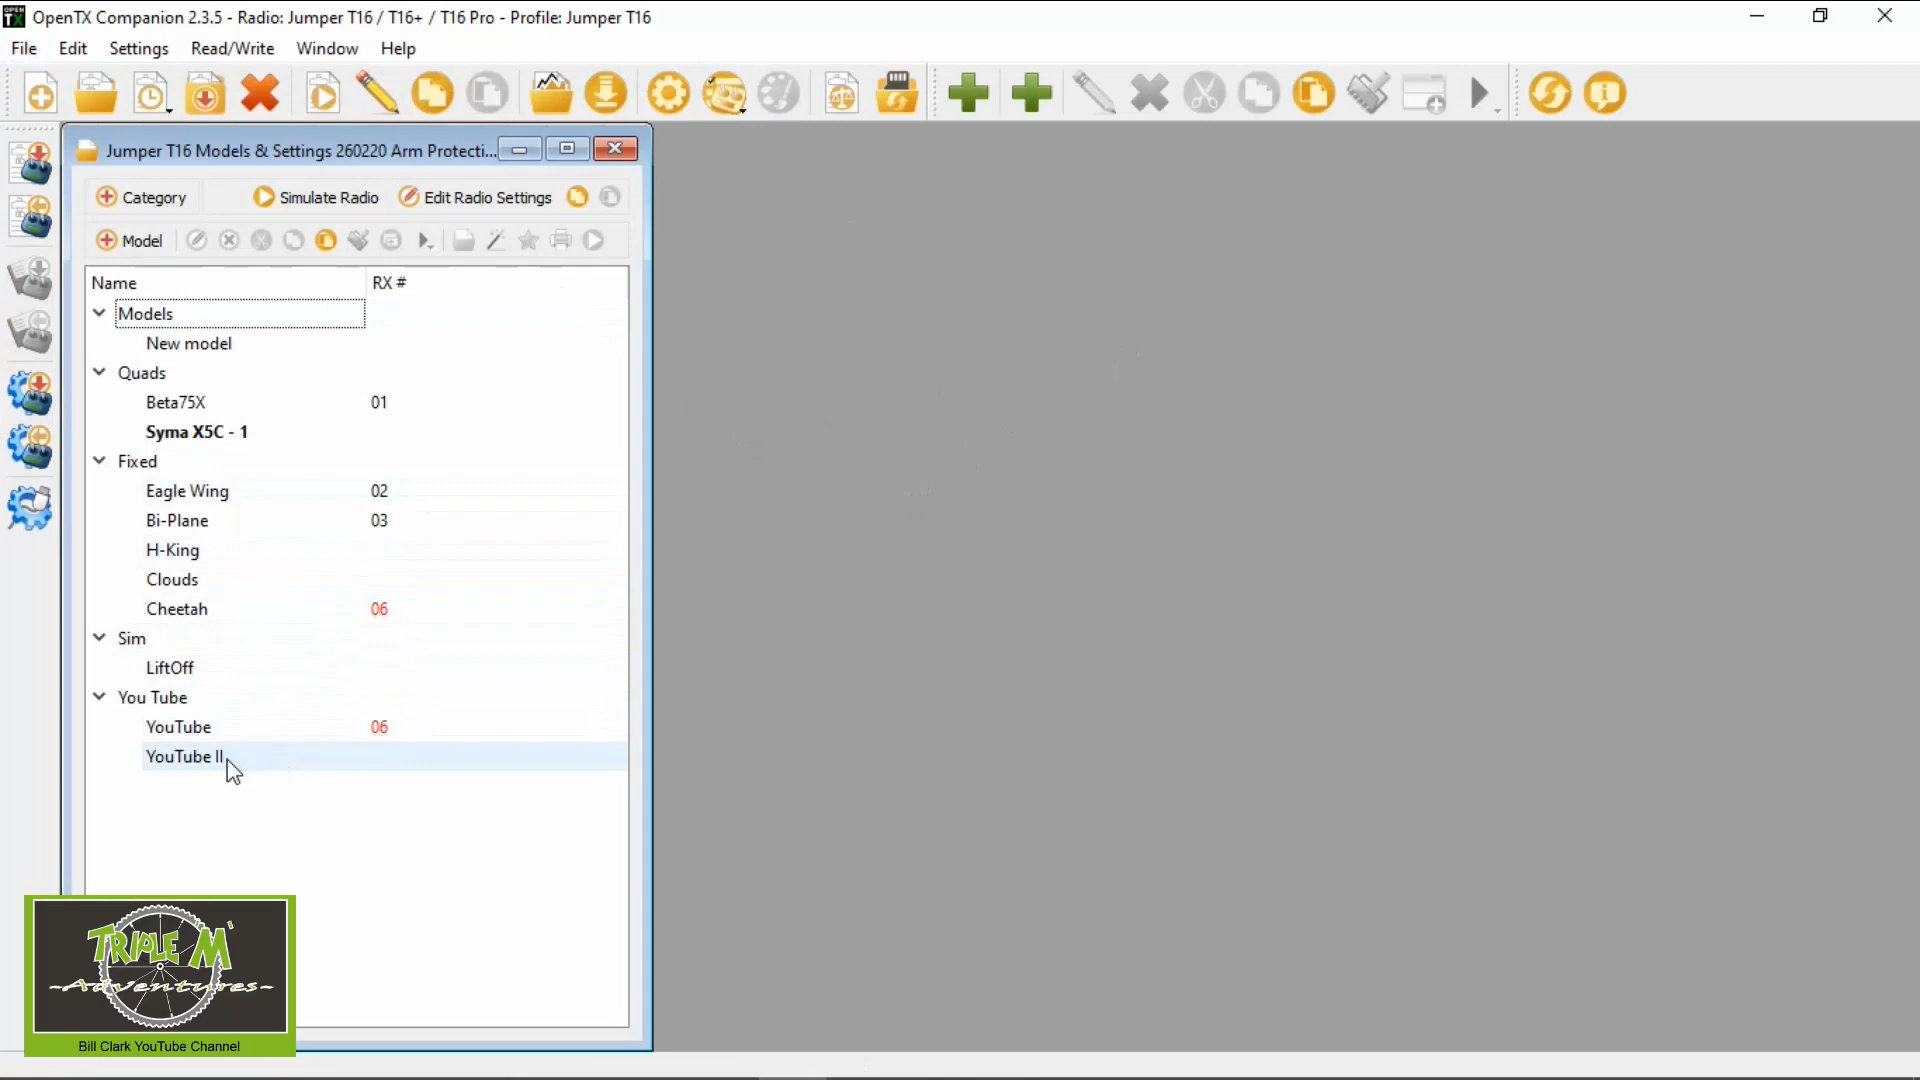 OpenTX Companion 2.3.5 - Radio: Jumper T16 / T16+ / T16 Pro - Profile: Jumper T16
File Edit Settings Read/Write Window Help
Jumper T16 Models & Settings 260220 Arm Protecti...
Category Simulate Radio Edit Radio Settings
Model
Name RX #
Models
New model
Quads
Beta75X 01
Syma X5C - 1
Fixed
Eagle Wing 02
Bi-Plane 03
H-King
Clouds
Cheetah 06
Sim
LiftOff
You Tube
YouTube 06
YouTube II
TRIPLE M
-Adventures-
Bill Clark YouTube Channel